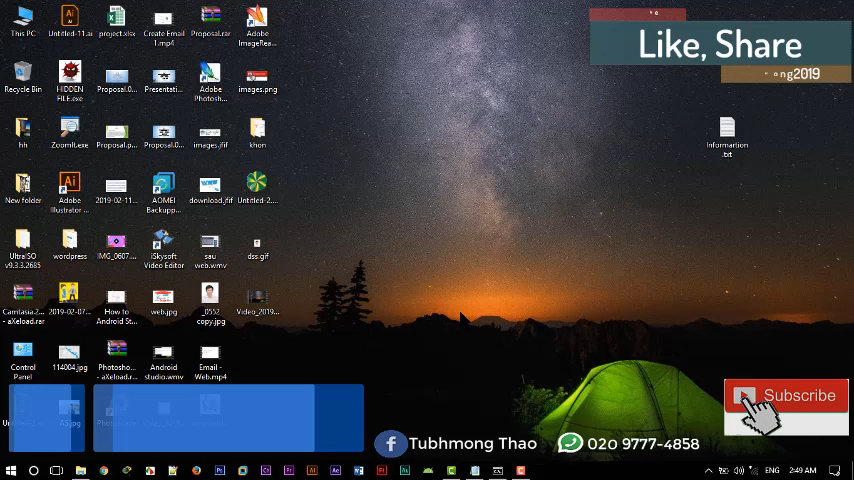 This PC
Untitled-11.ai
project.xlsx
Create Email
1.mp4
Proposal.rar
Adobe
ImageRea...
Recycle Bin
HIDDEN
FILE.exe
Proposal.0...
Presentati...
Proposal.0...
Adobe
Photosh...
images.png
hh
ZoomIt.exe
Proposal.p...
images.jfif
khon
New folder
Adobe
Illustrator ...
2019-02-11...
AOMEI
Backupp...
download.jfif
Untitled-2....
UltraISO
v9.3.3.2685
wordpress
IMG_0607....
iSkysoft
Video Editor
sau
web.wmv
dss.gif
Camtasia.2...
- aXeload.rar
2019-02-07...
How to
Android St...
web.jpg
_0552
copy.jpg
Video_2019...
Control
Panel
114004.jpg
Photosho...
- aXeload.rar
Android
studio.wmv
Email -
Web.mp4
Like, Share
ng2019
Informartion
.txt
Subscribe
Tubhmong Thao
020 9777-4858
ENG
2:49 AM